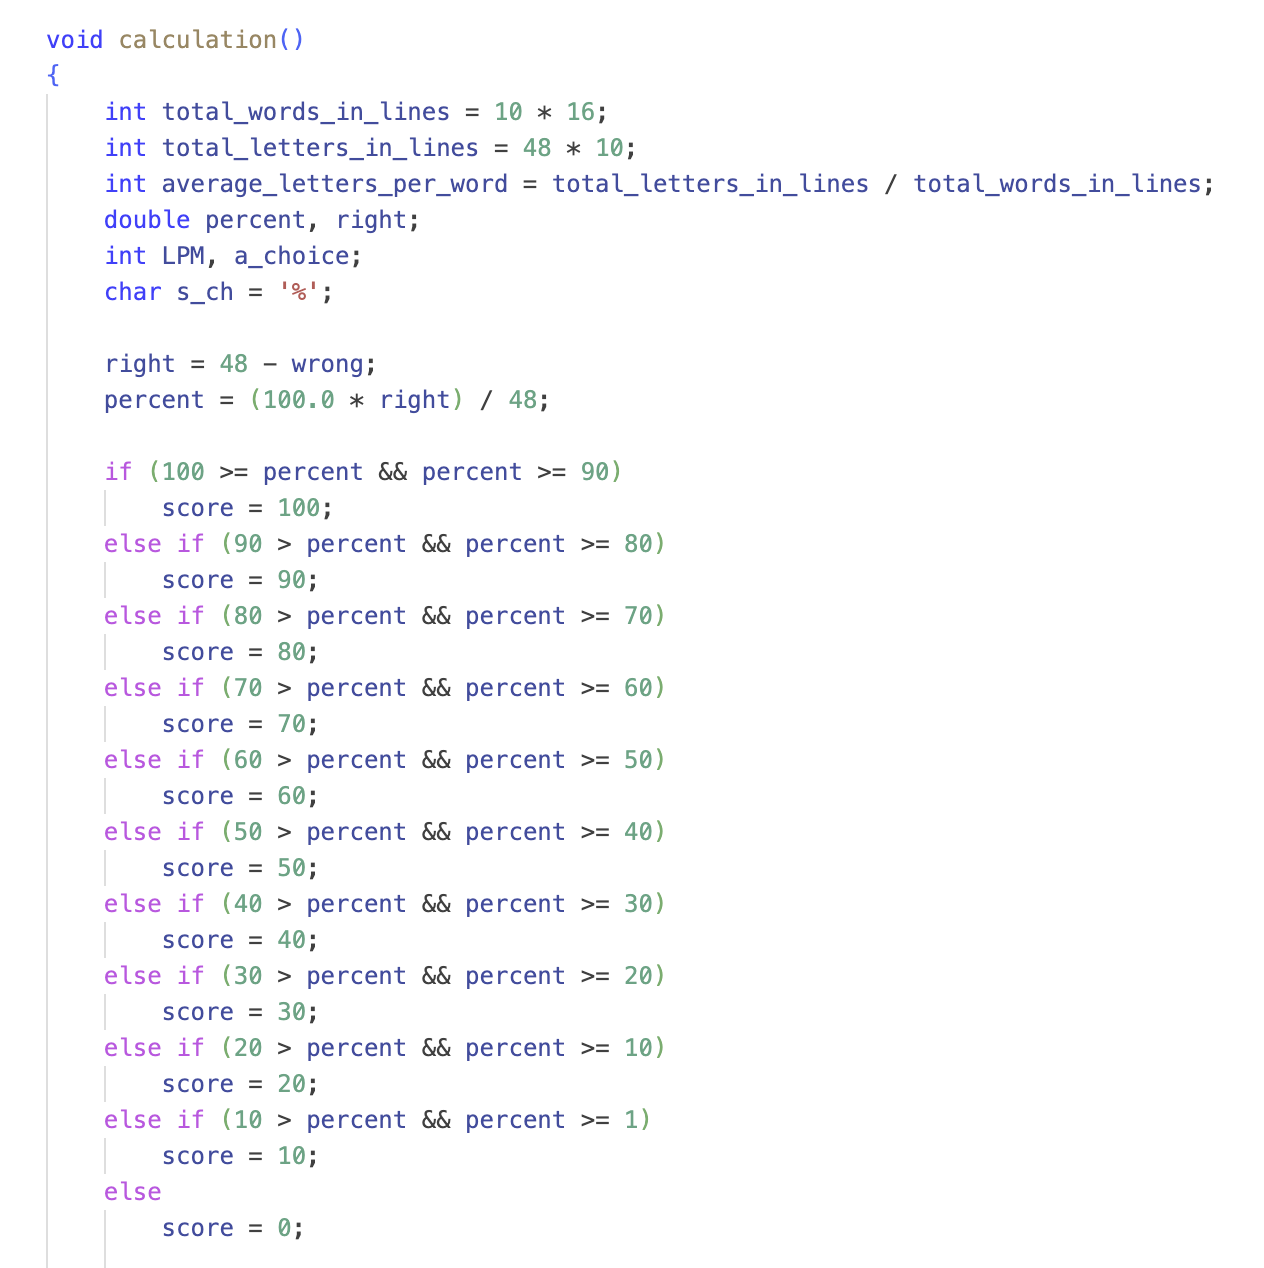 void calculation()
{
    int total_words_in_lines = 10 * 16;
    int total_letters_in_lines = 48 * 10;
    int average_letters_per_word = total_letters_in_lines / total_words_in_lines;
    double percent, right;
    int LPM, a_choice;
    char s_ch = '%';

    right = 48 - wrong;
    percent = (100.0 * right) / 48;

    if (100 >= percent && percent >= 90)
        score = 100;
    else if (90 > percent && percent >= 80)
        score = 90;
    else if (80 > percent && percent >= 70)
        score = 80;
    else if (70 > percent && percent >= 60)
        score = 70;
    else if (60 > percent && percent >= 50)
        score = 60;
    else if (50 > percent && percent >= 40)
        score = 50;
    else if (40 > percent && percent >= 30)
        score = 40;
    else if (30 > percent && percent >= 20)
        score = 30;
    else if (20 > percent && percent >= 10)
        score = 20;
    else if (10 > percent && percent >= 1)
        score = 10;
    else
        score = 0;